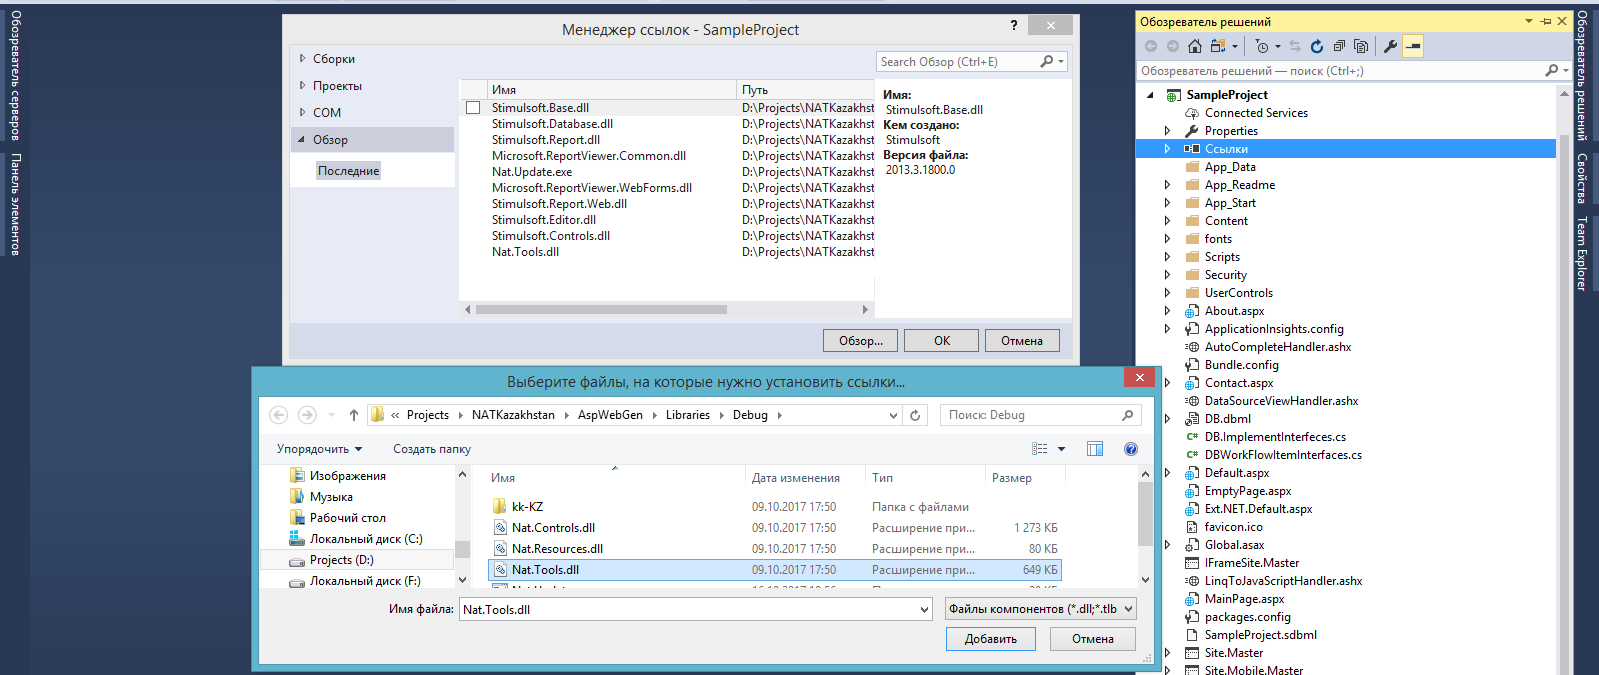 Обозреватель серверов
Панель элементов
Менеджер ссылок - SampleProject
?
Сборки
Проекты
COM
Обзор
Последние
Search Обзор (Ctrl+E)
Имя Путь
Stimulsoft.Base.dll D:\Projects\NATKazakhst
Stimulsoft.Database.dll D:\Projects\NATKazakhst
Stimulsoft.Report.dll D:\Projects\NATKazakhst
Microsoft.ReportViewer.Common.dll D:\Projects\NATKazakhst
Nat.Update.exe D:\Projects\NATKazakhst
Microsoft.ReportViewer.WebForms.dll D:\Projects\NATKazakhst
Stimulsoft.Report.Web.dll D:\Projects\NATKazakhst
Stimulsoft.Editor.dll D:\Projects\NATKazakhst
Stimulsoft.Controls.dll D:\Projects\NATKazakhst
Nat.Tools.dll D:\Projects\NATKazakhst
Имя:
Stimulsoft.Base.dll
Кем создано:
Stimulsoft
Версия файла:
2013.3.1800.0
Обзор... OK Отмена
Выберите файлы, на которые нужно установить ссылки...
« Projects NATKazakhstan AspWebGen Libraries Debug
Поиск: Debug
Упорядочить Создать папку
Изображения
Музыка
Рабочий стол
Локальный диск (C:)
Projects (D:)
Локальный диск (F:)
Имя Дата изменения Тип Размер
kk-KZ 09.10.2017 17:50 Папка с файлами
Nat.Controls.dll 09.10.2017 17:50 Расширение при... 1 273 КБ
Nat.Resources.dll 09.10.2017 17:50 Расширение при... 80 КБ
Nat.Tools.dll 09.10.2017 17:50 Расширение при... 649 КБ
Имя файла: Nat.Tools.dll
Файлы компонентов (*.dll;*.tlb
Добавить Отмена
Обозреватель решений
Обозреватель решений — поиск (Ctrl+;)
SampleProject
Connected Services
Properties
Ссылки
App_Data
App_Readme
App_Start
Content
fonts
Scripts
Security
UserControls
About.aspx
ApplicationInsights.config
AutoCompleteHandler.ashx
Bundle.config
Contact.aspx
DataSourceViewHandler.ashx
DB.dbml
C# DB.ImplementInterfeces.cs
C# DBWorkFlowItemInterfaces.cs
Default.aspx
EmptyPage.aspx
Ext.NET.Default.aspx
favicon.ico
Global.asax
IFrameSite.Master
LinqToJavaScriptHandler.ashx
MainPage.aspx
packages.config
SampleProject.sdbml
Site.Master
Site.Mobile.Master
Обозреватель решений
Свойства
Team Explorer